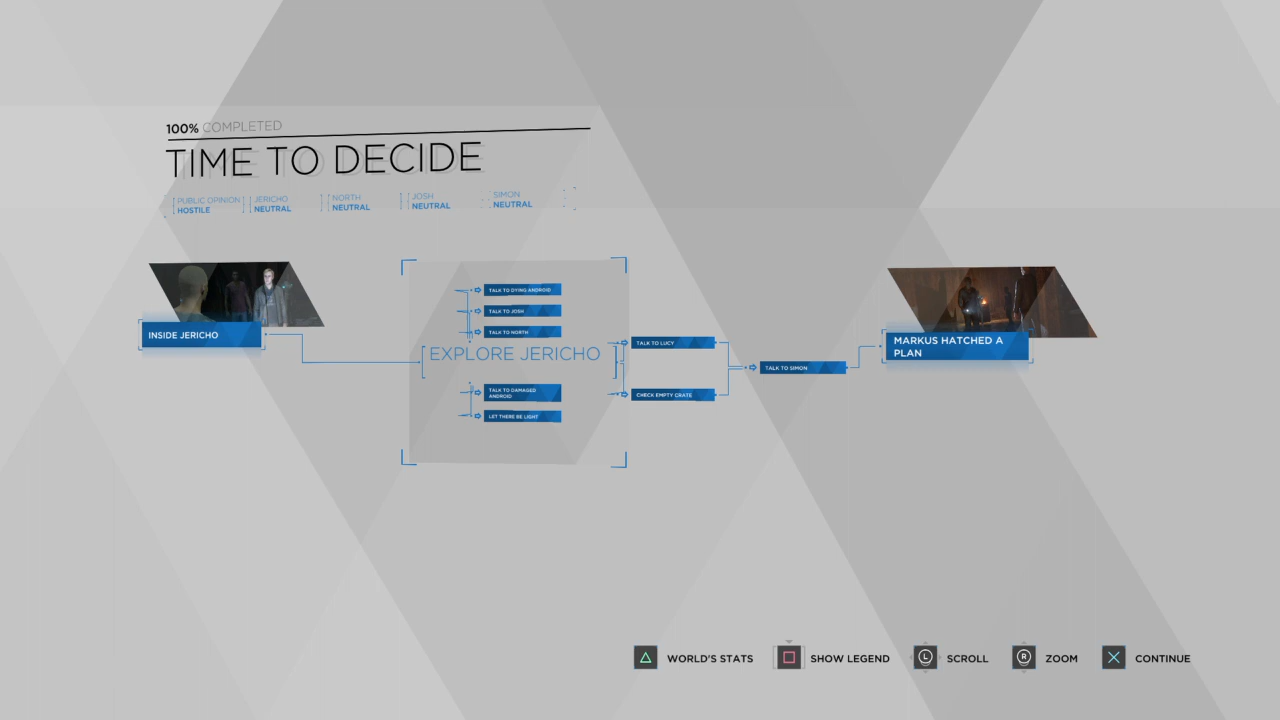 100% COMPLETED
TIME TO DECIDE
PUBLIC OPINION
HOSTILE
JERICHO
NEUTRAL
NORTH
NEUTRAL
JOSH
NEUTRAL
SIMON
NEUTRAL
INSIDE JERICHO
TALK TO DYING ANDROID
TALK TO JOSH
TALK TO NORTH
EXPLORE JERICHO
TALK TO DAMAGED
ANDROID
LET THERE BE LIGHT
TALK TO LUCY
CHECK EMPTY CRATE
TALK TO SIMON
MARKUS HATCHED A
PLAN
WORLD'S STATS
SHOW LEGEND
L
SCROLL
R
ZOOM
CONTINUE